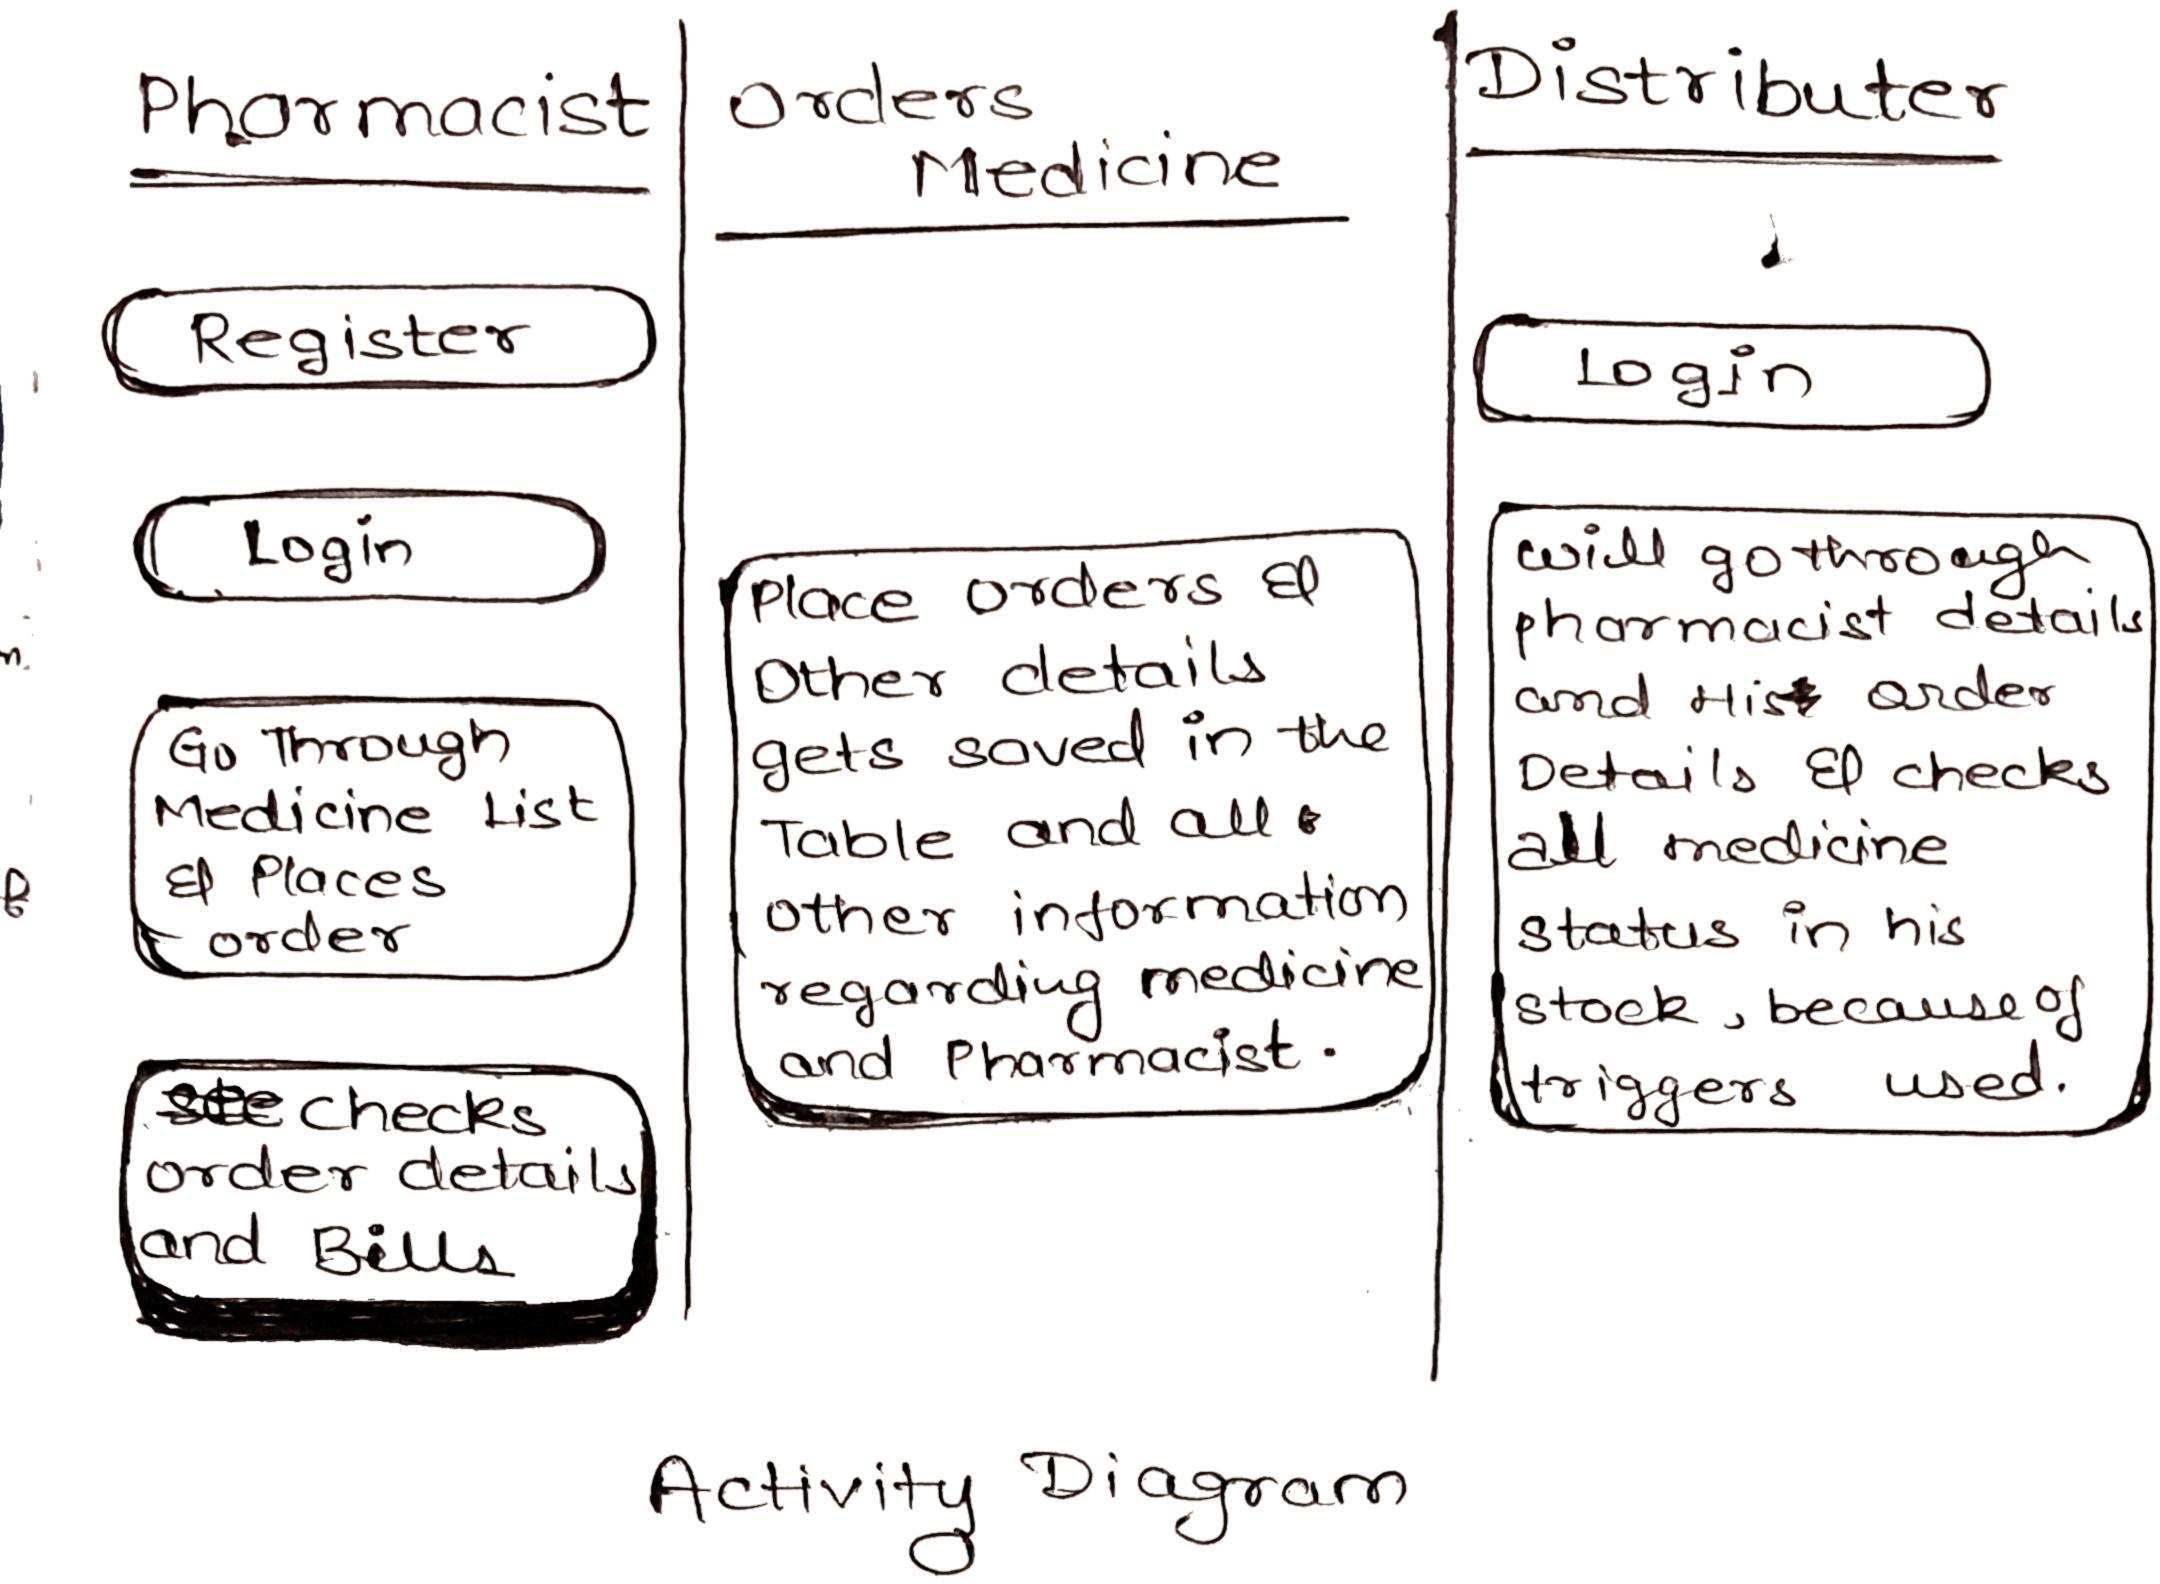 Pharmacist
Register
Login
Go Through
Medicine List
& Places
order
checks
order details
and Bills
Orders
Medicine
Place orders &
Other details
gets saved in the
Table and all
other information
regarding medicine
and Pharmacist.
Distributer
Login
will go through
pharmacist details
and His order
Details & checks
all medicine
status in his
stock, because of
triggers used.
Activity Diagram